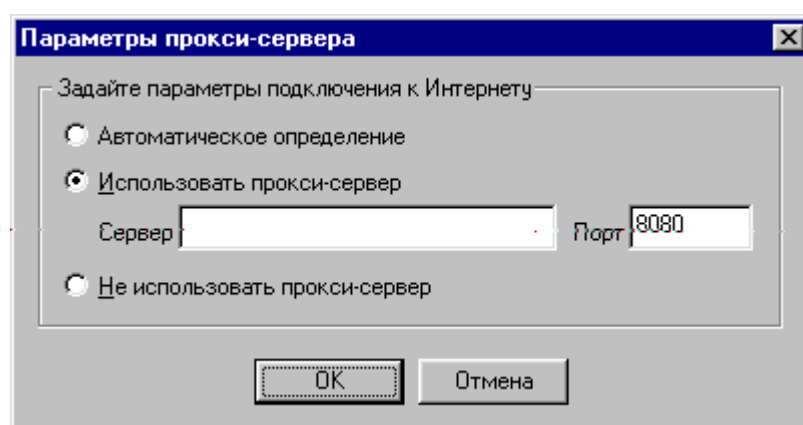 Параметры прокси-сервера
Задайте параметры подключения к Интернету
Автоматическое определение
Использовать прокси-сервер
Сервер Порт 8080
Не использовать прокси-сервер
OK Отмена